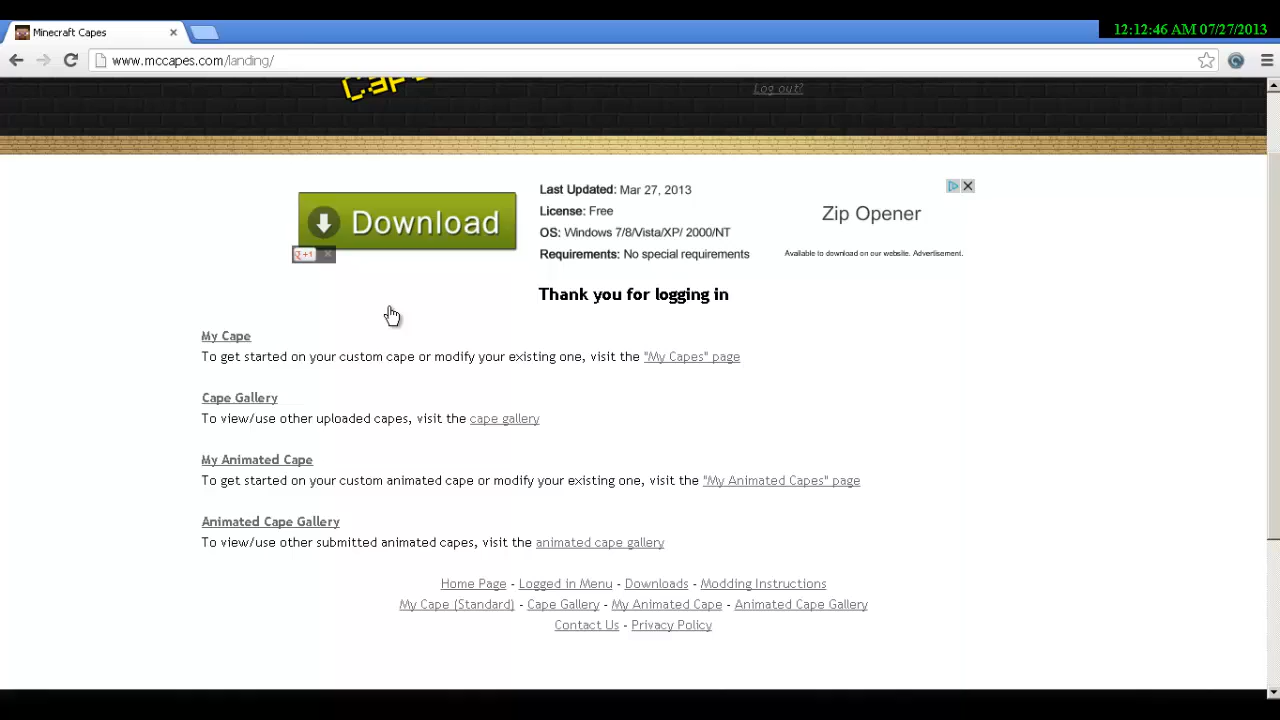 Minecraft Capes
12:12:46 AM 07/27/2013
www.mccapes.com/landing/
Log out?
Download
Last Updated: Mar 27, 2013
License: Free
OS: Windows 7/8/Vista/XP/ 2000/NT
Requirements: No special requirements
Zip Opener
Available to download on our website. Advertisement.
+1
Thank you for logging in
My Cape
To get started on your custom cape or modify your existing one, visit the "My Capes" page
Cape Gallery
To view/use other uploaded capes, visit the cape gallery
My Animated Cape
To get started on your custom animated cape or modify your existing one, visit the "My Animated Capes" page
Animated Cape Gallery
To view/use other submitted animated capes, visit the animated cape gallery
Home Page - Logged in Menu - Downloads - Modding Instructions
My Cape (Standard) - Cape Gallery - My Animated Cape - Animated Cape Gallery
Contact Us - Privacy Policy